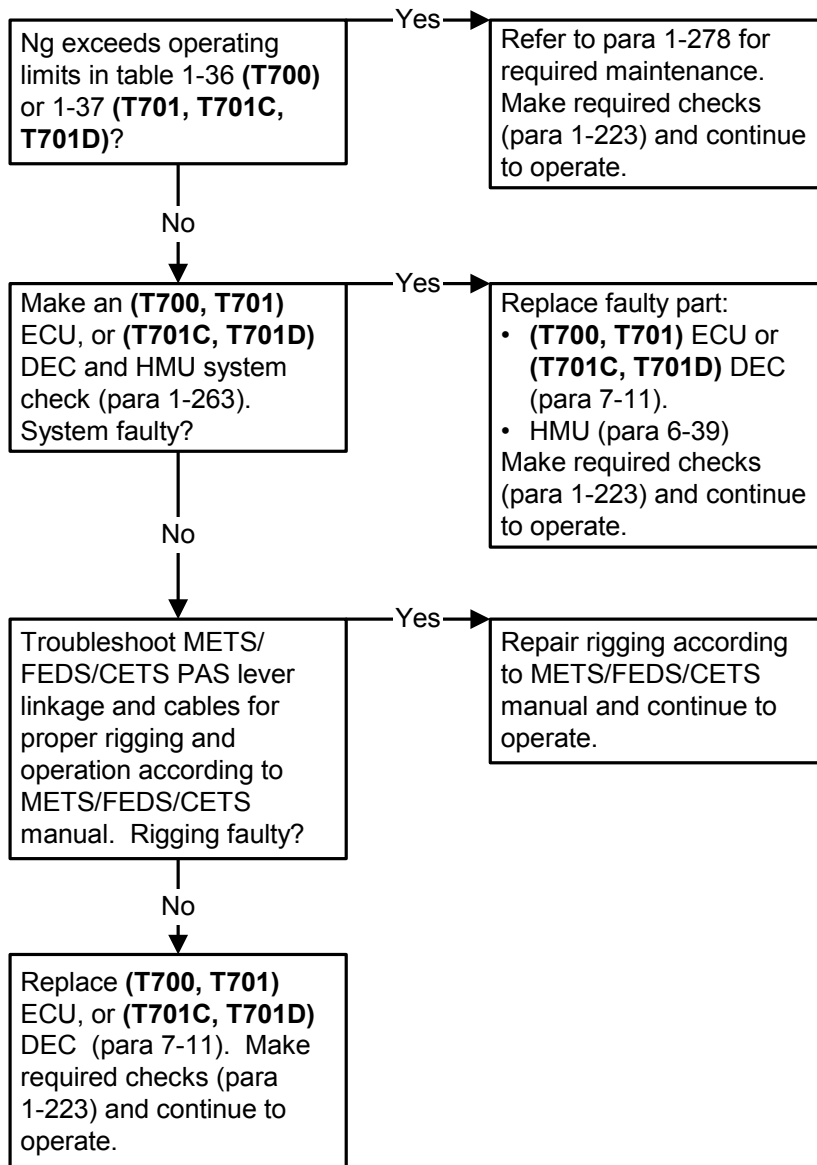 Ng exceeds operating
limits in table 1-36 (T700)
or 1-37 (T701, T701C,
T701D)?
Yes
Refer to para 1-278 for
required maintenance.
Make required checks
(para 1-223) and continue
to operate.
No
Make an (T700, T701)
ECU, or (T701C, T701D)
DEC and HMU system
check (para 1-263).
System faulty?
Yes
Replace faulty part:
• (T700, T701) ECU or
(T701C, T701D) DEC
(para 7-11).
• HMU (para 6-39)
Make required checks
(para 1-223) and continue
to operate.
No
Troubleshoot METS/
FEDS/CETS PAS lever
linkage and cables for
proper rigging and
operation according to
METS/FEDS/CETS
manual. Rigging faulty?
Yes
Repair rigging according
to METS/FEDS/CETS
manual and continue to
operate.
No
Replace (T700, T701)
ECU, or (T701C, T701D)
DEC (para 7-11). Make
required checks (para
1-223) and continue to
operate.